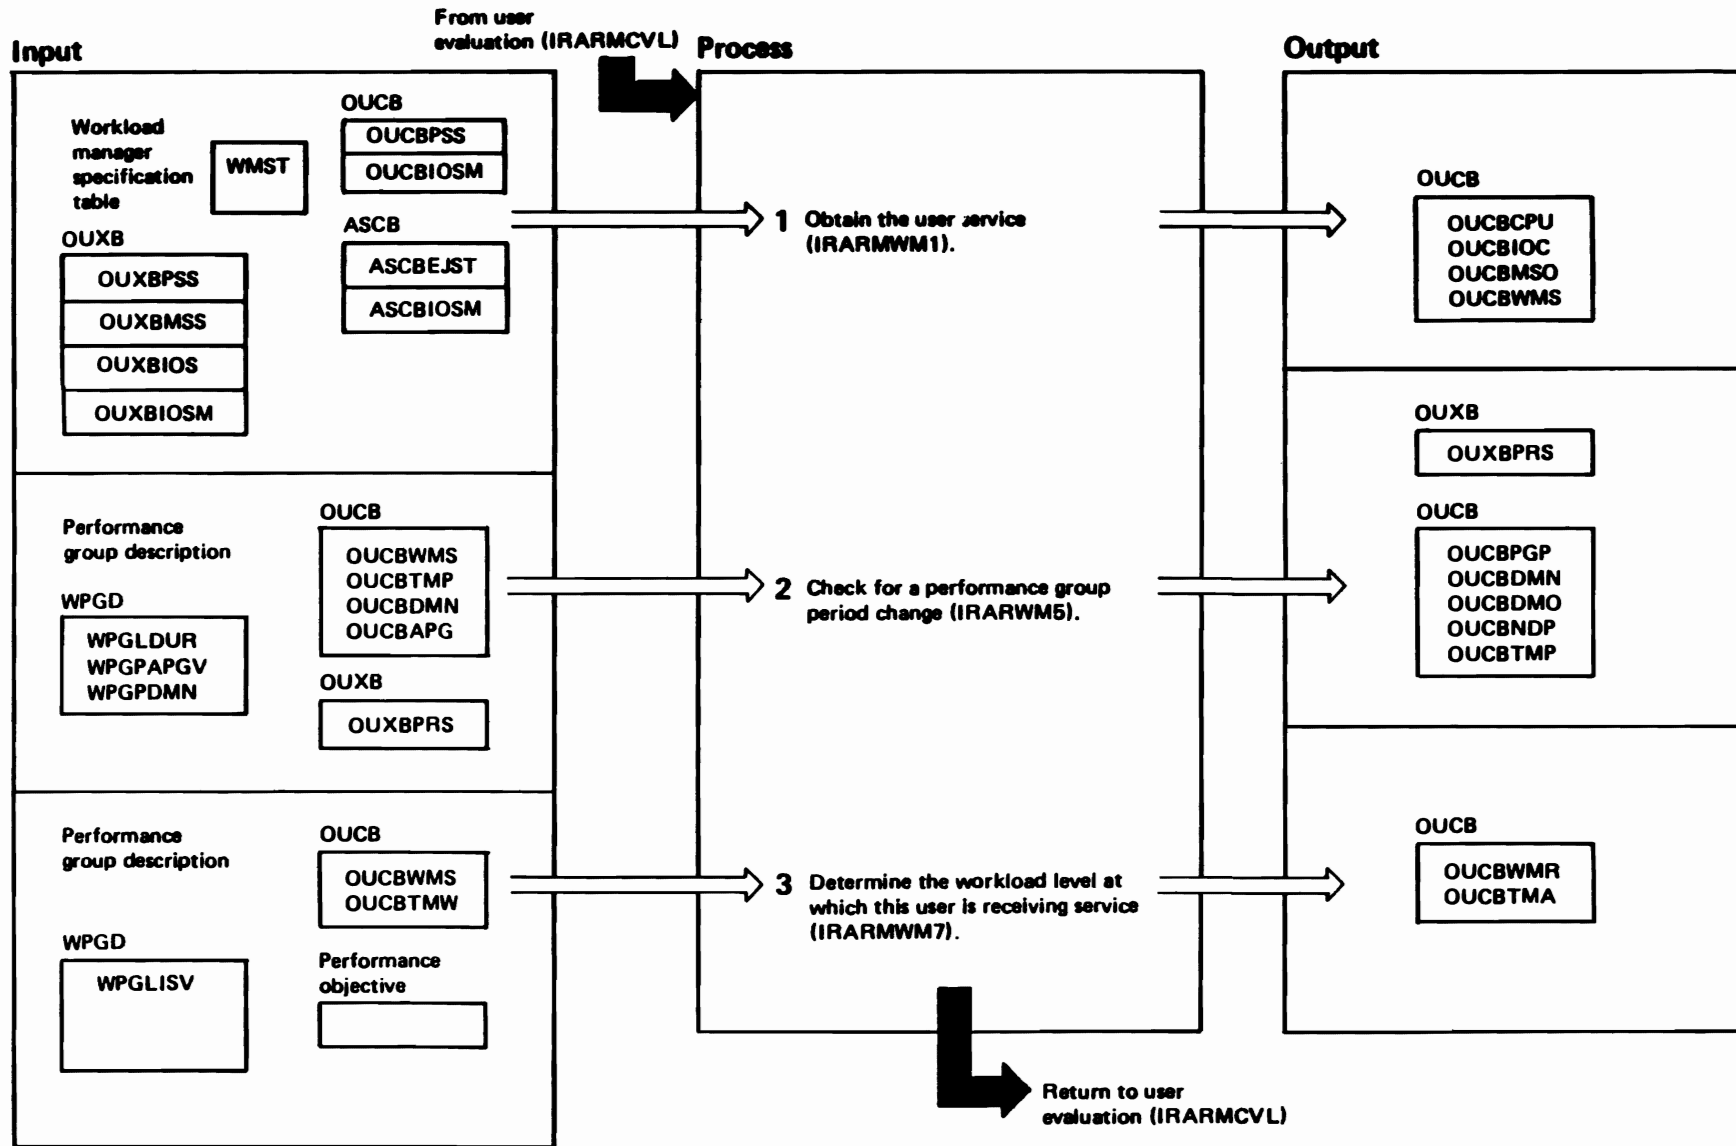 From user
evaluation (IRARMCVL)
Input
Process
Output
Workload
manager
specification
table
WMST
OUCB
OUCBPSS
OUCBIOSM
OUXB
OUXBPSS
OUXBMSS
OUXBIOS
OUXBIOSM
ASCB
ASCBEJST
ASCBIOSM
1 Obtain the user service
(IRARMWM1).
OUCB
OUCBCPU
OUCBIOC
OUCBMSO
OUCBWMS
Performance
group description
WPGD
WPGLDUR
WPGPAPGV
WPGPDMN
OUCB
OUCBWMS
OUCBTMP
OUCBDMN
OUCBAPG
OUXB
OUXBPRS
2 Check for a performance group
period change (IRARWM5).
OUXB
OUXBPRS
OUCB
OUCBPGP
OUCBDMN
OUCBDMO
OUCBNDP
OUCBTMP
Performance
group description
WPGD
WPGLISV
OUCB
OUCBWMS
OUCBTMW
Performance
objective
3 Determine the workload level at
which this user is receiving service
(IRARMWM7).
OUCB
OUCBWMR
OUCBTMA
Return to user
evaluation (IRARMCVL)